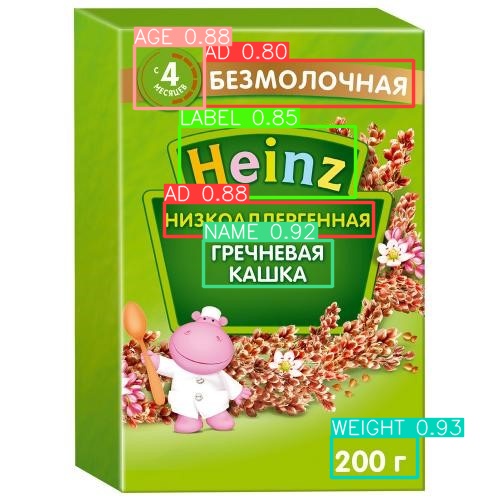 AGE 0.88
AD 0.80
с 4 месяцев
БЕЗМОЛОЧНАЯ
LABEL 0.85
Heinz
AD 0.88
НИЗКОАЛЛЕРГЕННАЯ
NAME 0.92
ГРЕЧНЕВАЯ
КАШКА
WEIGHT 0.93
200 г